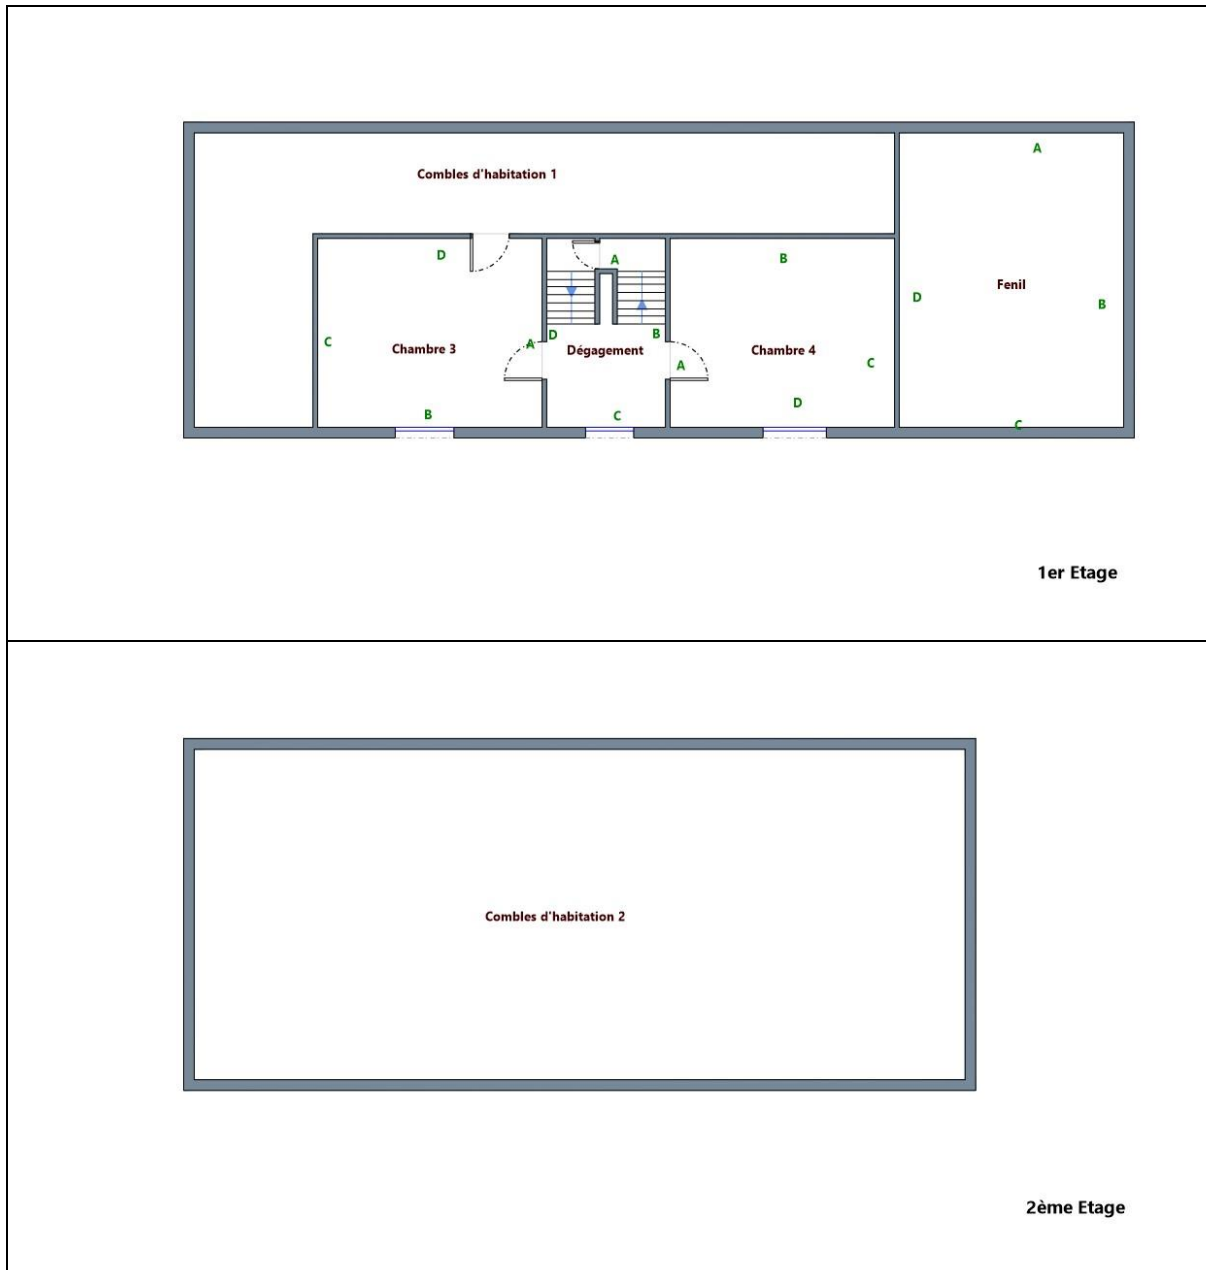 Combles d'habitation 1
A
D
A
B
Chambre 3
C
A
D
Dégagement
B
A
Chambre 4
C
D
B
C
Fenil
D
B
C
1er Etage
Combles d'habitation 2
2ème Etage